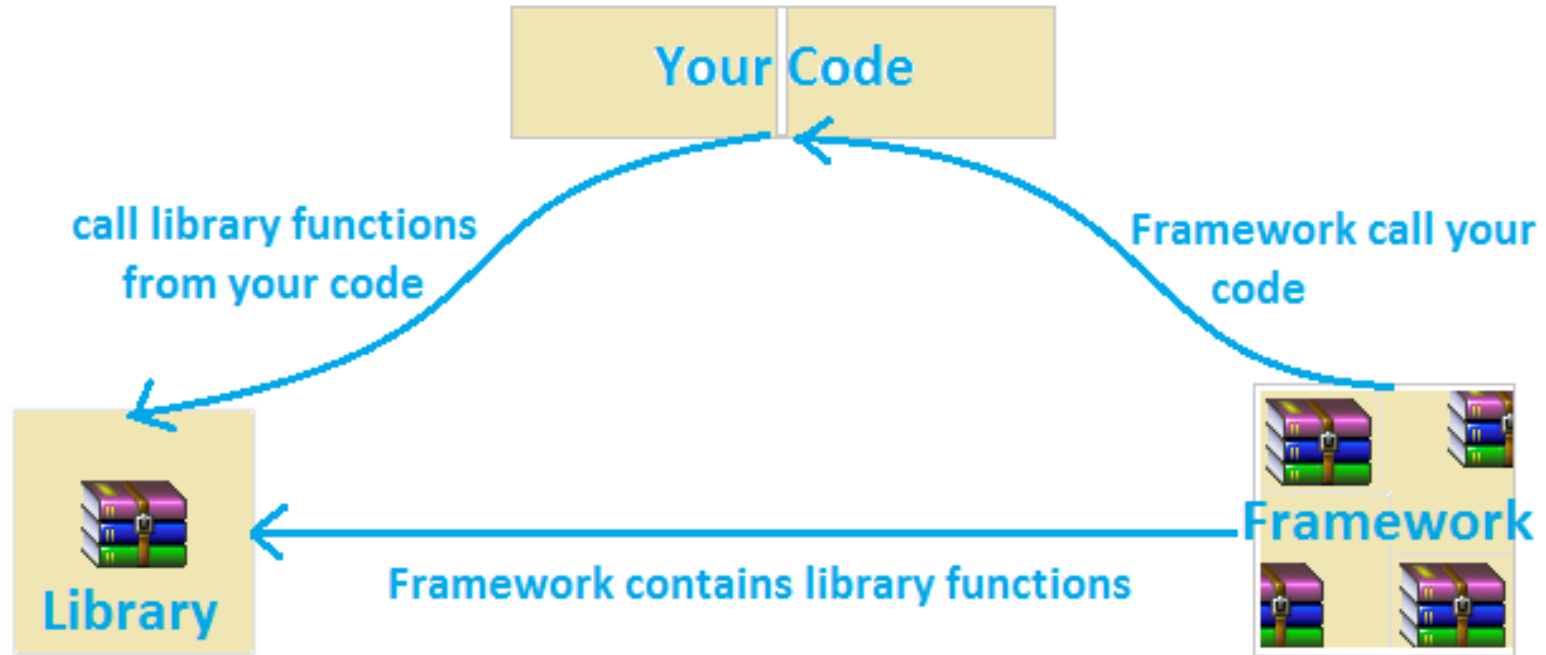 Your Code
call library functions
from your code
Framework call your
code
Framework
Framework contains library functions
Library